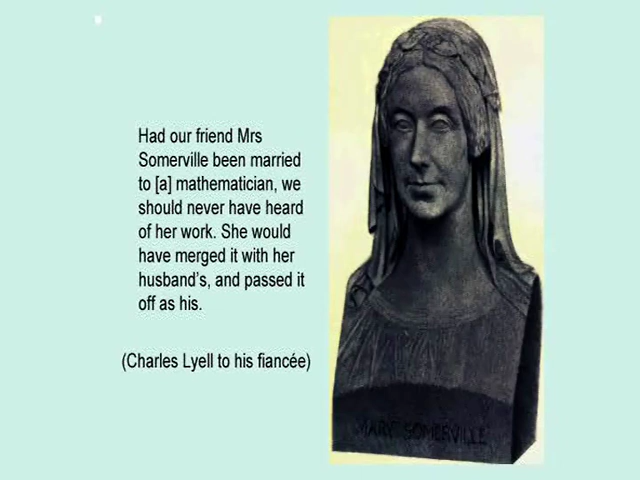 Had our friend Mrs
Somerville been married
to [a] mathematician, we
should never have heard
of her work. She would
have merged it with her
husband's, and passed it
off as his.
(Charles Lyell to his fiancée)
MARY SOMERVILLE